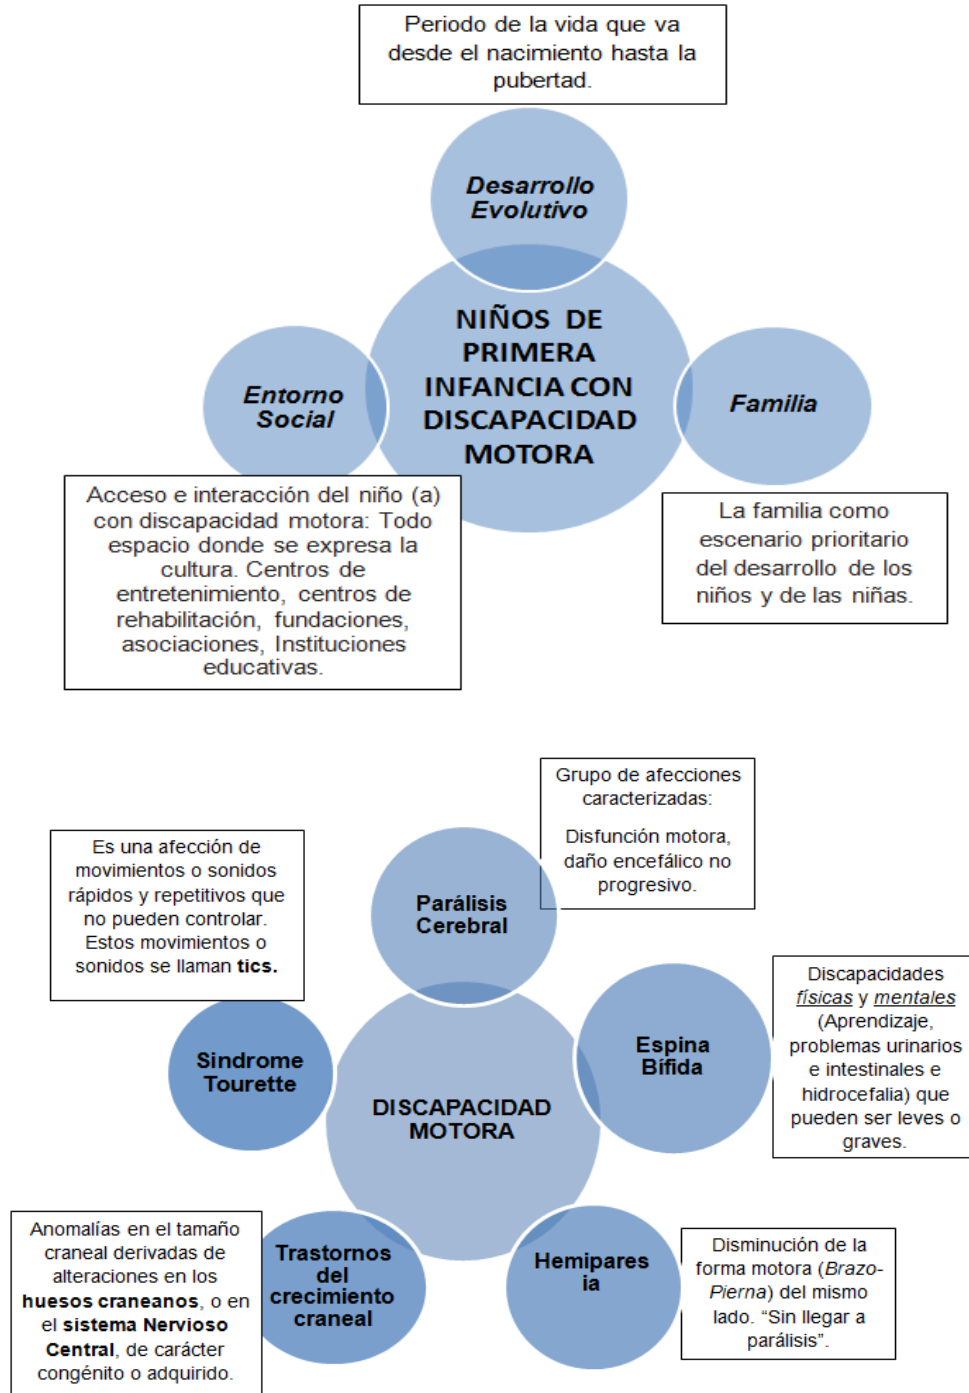 Periodo de la vida que va
desde el nacimiento hasta la
pubertad.
Desarrollo
Evolutivo
NIÑOS DE
PRIMERA
INFANCIA CON
DISCAPACIDAD
MOTORA
Entorno
Social
Familia
Acceso e interacción del niño (a)
con discapacidad motora: Todo
espacio donde se expresa la
cultura. Centros de
entretenimiento, centros de
rehabilitación, fundaciones,
asociaciones, Instituciones
educativas.
La familia como
escenario prioritario
del desarrollo de los
niños y de las niñas.
Grupo de afecciones
caracterizadas:
Disfunción motora,
daño encefálico no
progresivo.
Es una afección de
movimientos o sonidos
rápidos y repetitivos que
no pueden controlar.
Estos movimientos o
sonidos se llaman tics.
Parálisis
Cerebral
Discapacidades
físicas y mentales
(Aprendizaje,
problemas urinarios
e intestinales e
hidrocefalia) que
pueden ser leves o
graves.
Espina
Bífida
Sindrome
Tourette
DISCAPACIDAD
MOTORA
Anomalías en el tamaño
craneal derivadas de
alteraciones en los
huesos craneanos, o en
el sistema Nervioso
Central, de carácter
congénito o adquirido.
Trastornos
del
crecimiento
craneal
Hemipares
ia
Disminución de la
forma motora (Brazo-
Pierna) del mismo
lado. “Sin llegar a
parálisis”.